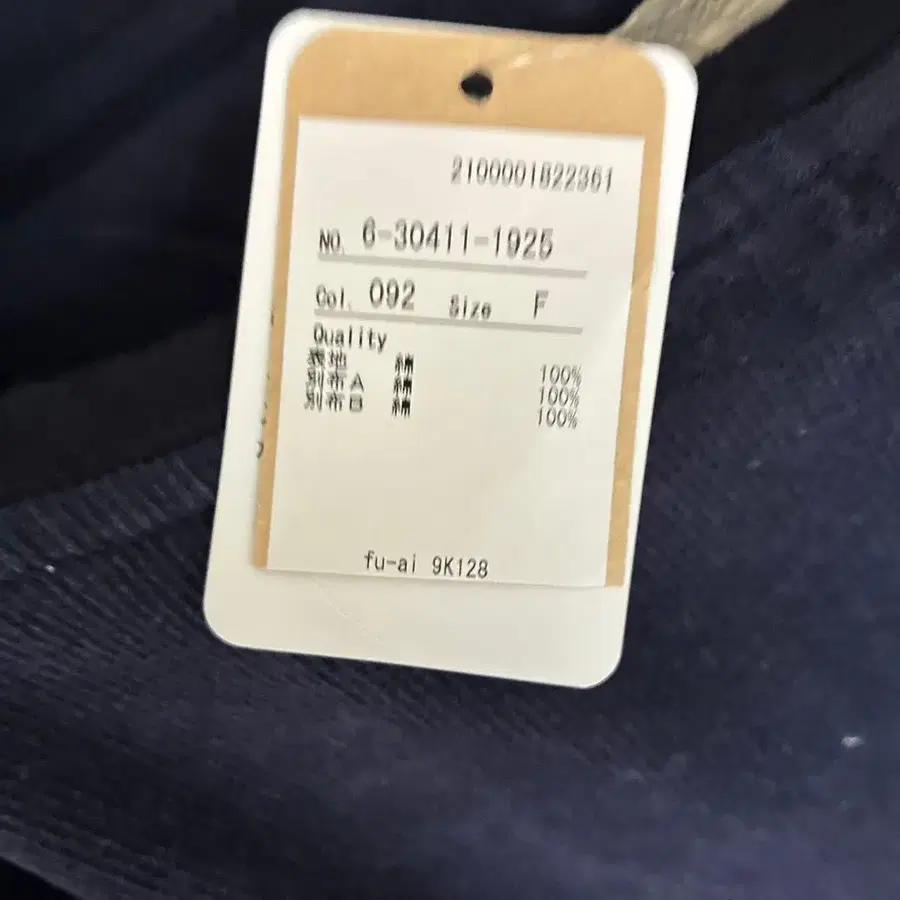 2100001822361
NO. 6-30411-1925
Col. 092 Size F
Quality
表地 綿 100%
別布A 綿 100%
別布B 綿 100%
fu-ai 9K128